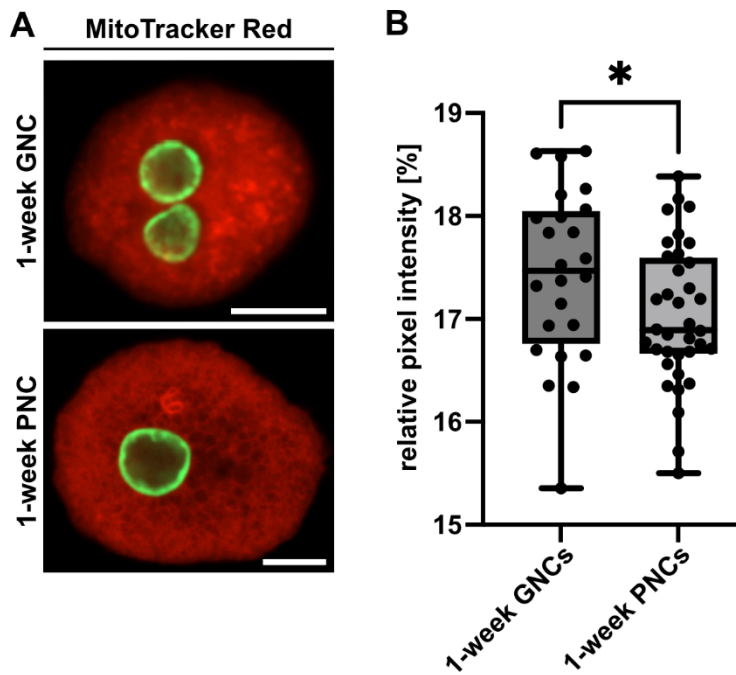 A
MitoTracker Red
1-week GNC
1-week PNC
B
*
relative pixel intensity [%]
19
18
17
16
15
1-week GNCs
1-week PNCs